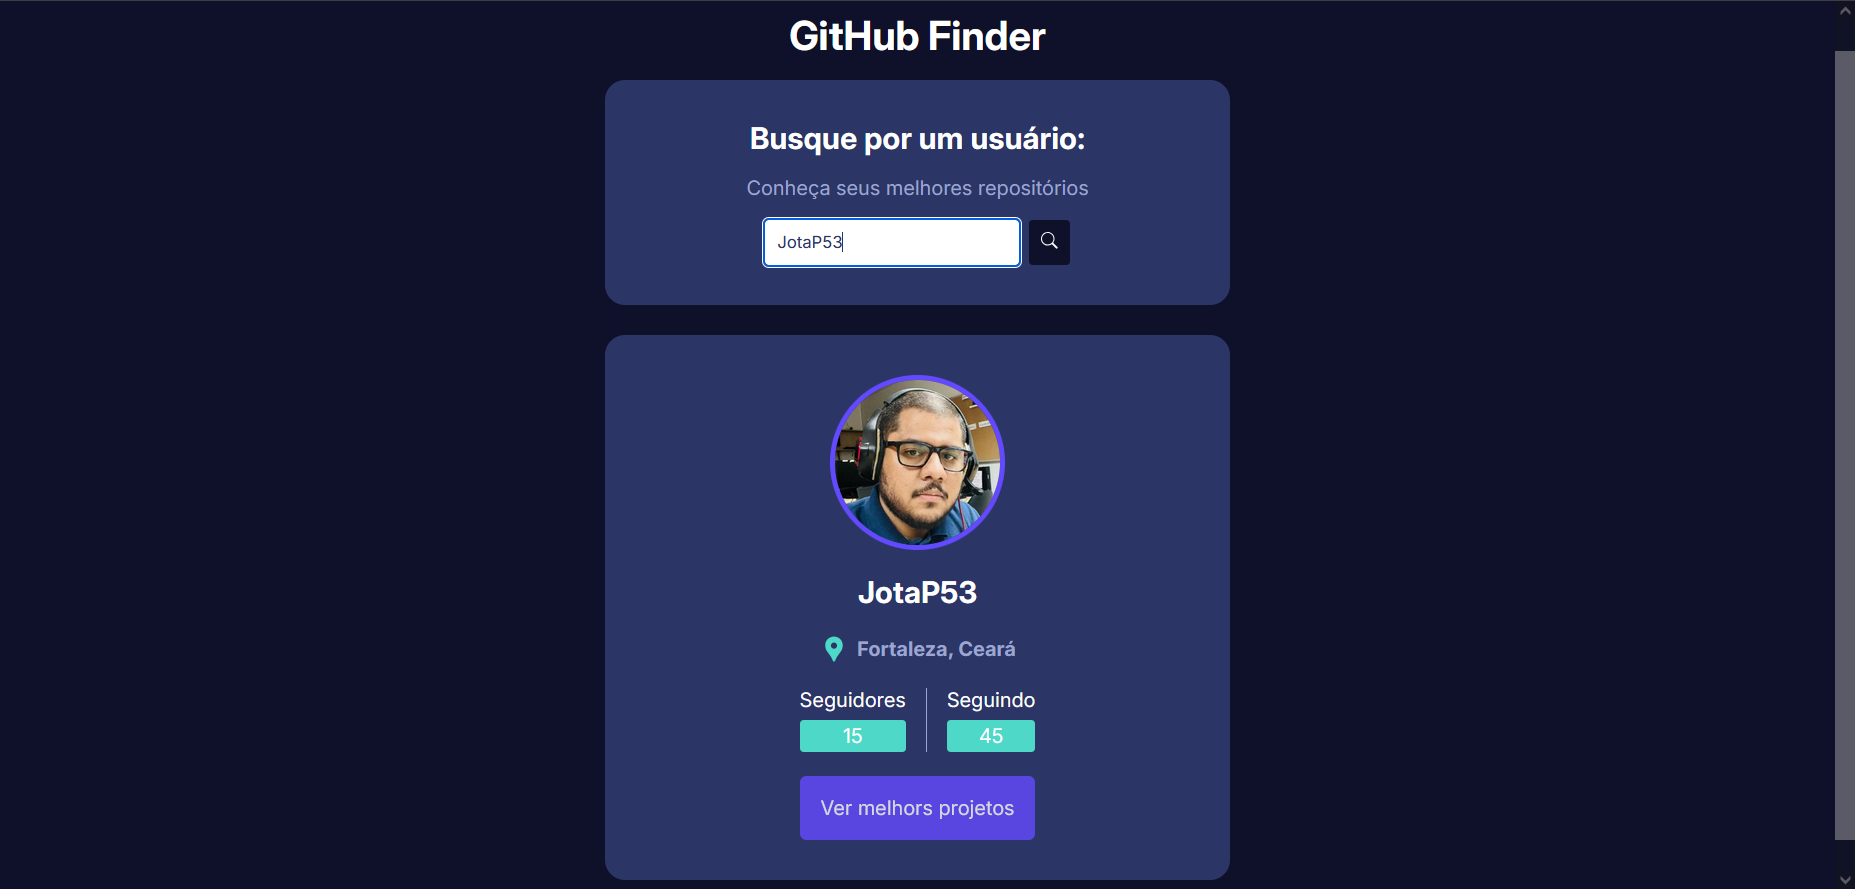 GitHub Finder
Busque por um usuário:
Conheça seus melhores repositórios
JotaP53
JotaP53
Fortaleza, Ceará
Seguidores
15
Seguindo
45
Ver melhors projetos